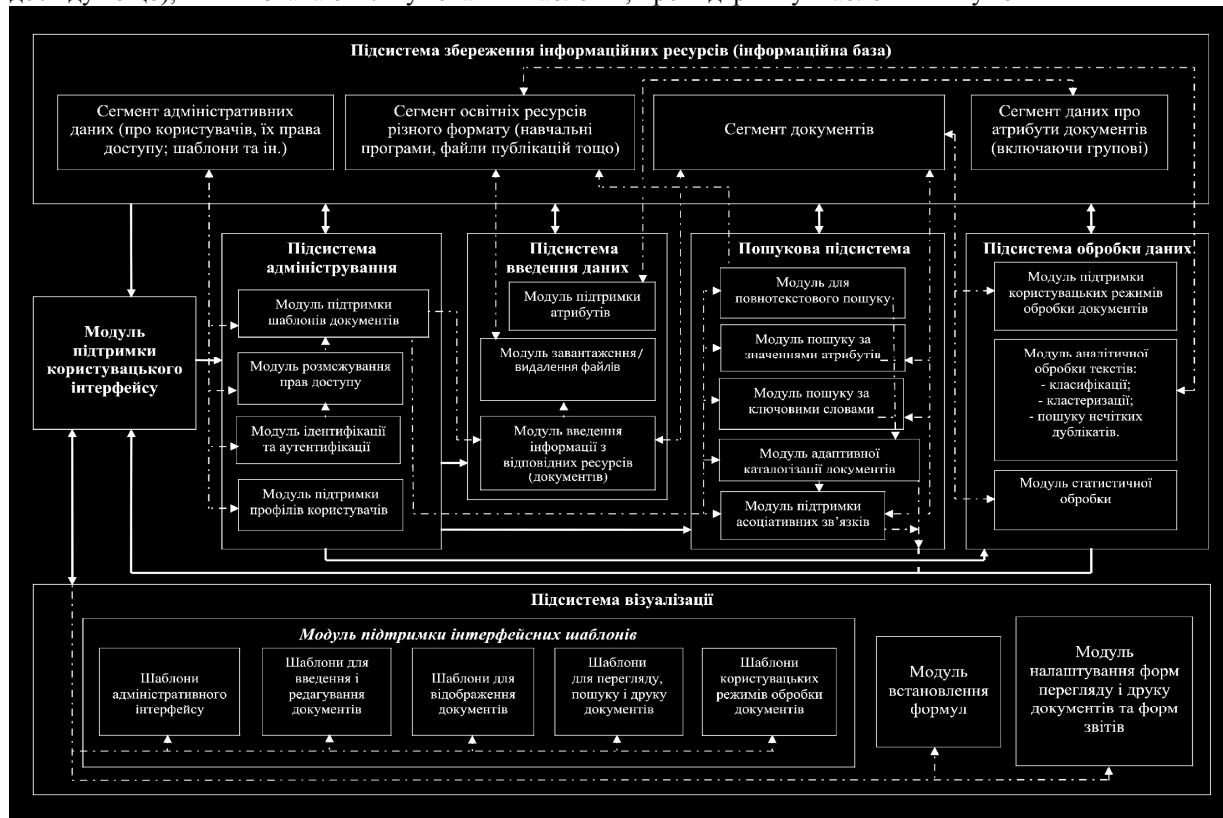 Підсистема збереження інформаційних ресурсів (інформаційна база)
Сегмент адміністративних
даних (про користувачів, їх права
доступу; шаблони та ін.)
Сегмент освітніх ресурсів
різного формату (навчальні
програми, файли публікацій тощо)
Сегмент документів
Сегмент даних про
атрибути документів
(включаючи групові)
Модуль
підтримки
користувацького
інтерфейсу
Підсистема
адміністрування
Модуль підтримки
шаблонів документів
Модуль розмежування
прав доступу
Модуль ідентифікації
та аутентифікації
Модуль підтримки
профілів користувачів
Підсистема
введення даних
Модуль підтримки
атрибутів
Модуль завантаження/
видалення файлів
Модуль введення
інформації з
відповідних ресурсів
(документів)
Пошукова підсистема
Модуль для
повнотекстового пошуку
Модуль пошуку за
значеннями атрибутів
Модуль пошуку за
ключовими словами
Модуль адаптивної
каталогізації документів
Модуль підтримки
асоціативних зв’язків
Підсистема обробки даних
Модуль підтримки
користувацьких режимів
обробки документів
Модуль аналітичної
обробки текстів:
- класифікації;
- кластеризації;
- пошуку нечітких
дублікатів.
Модуль статистичної
обробки
Підсистема візуалізації
Модуль підтримки інтерфейсних шаблонів
Шаблони
адміністративного
інтерфейсу
Шаблони для
введення і
редагування
документів
Шаблони для
відображення
документів
Шаблони
для перегляду,
пошуку і друку
документів
Шаблони
користувацьких
режимів обробки
документів
Модуль
встановлення
формул
Модуль
налаштування форм
перегляду і друку
документів та форм
звітів